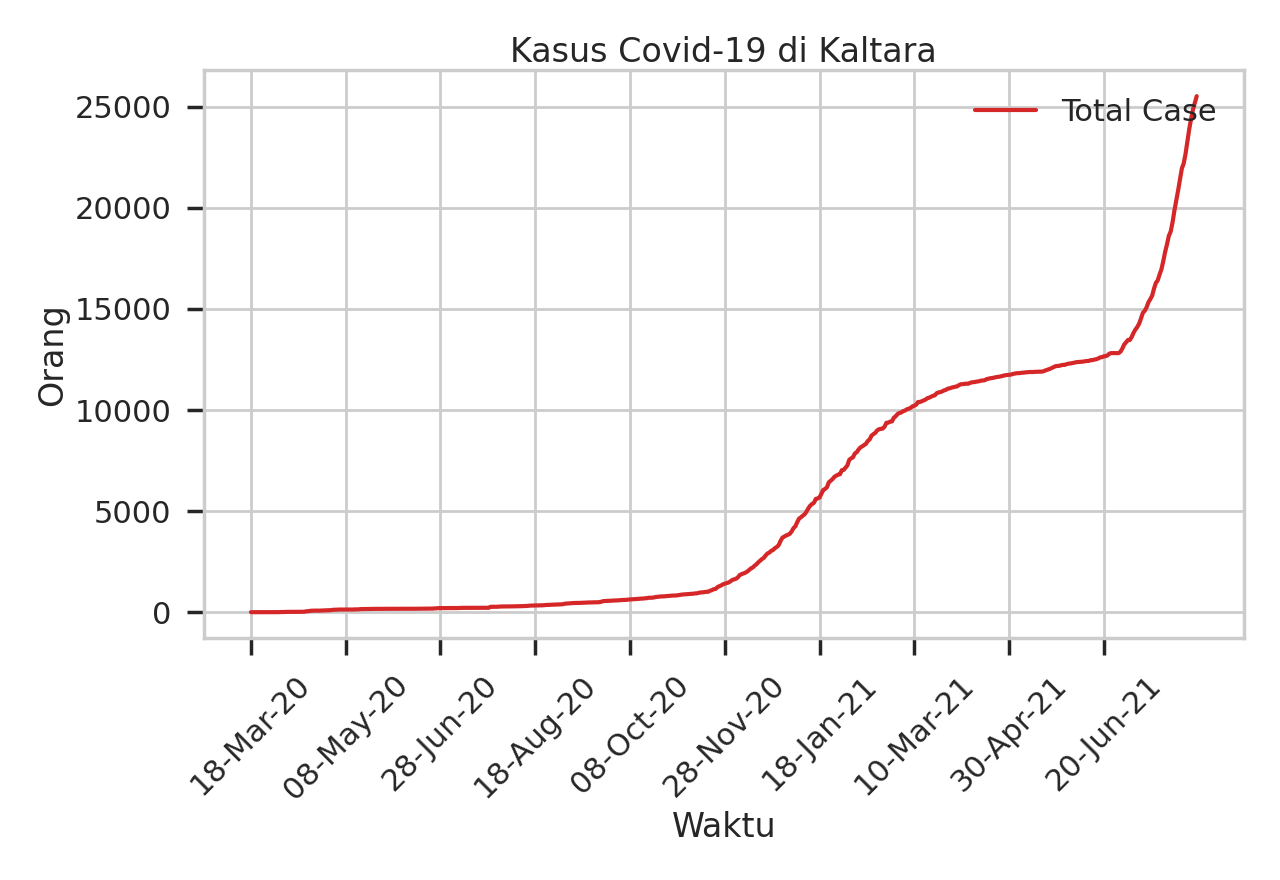 Kasus Covid-19 di Kaltara
Total Case
Orang
25000
20000
15000
10000
5000
0
18-Mar-20
08-May-20
28-Jun-20
18-Aug-20
08-Oct-20
28-Nov-20
18-Jan-21
10-Mar-21
30-Apr-21
20-Jun-21
Waktu